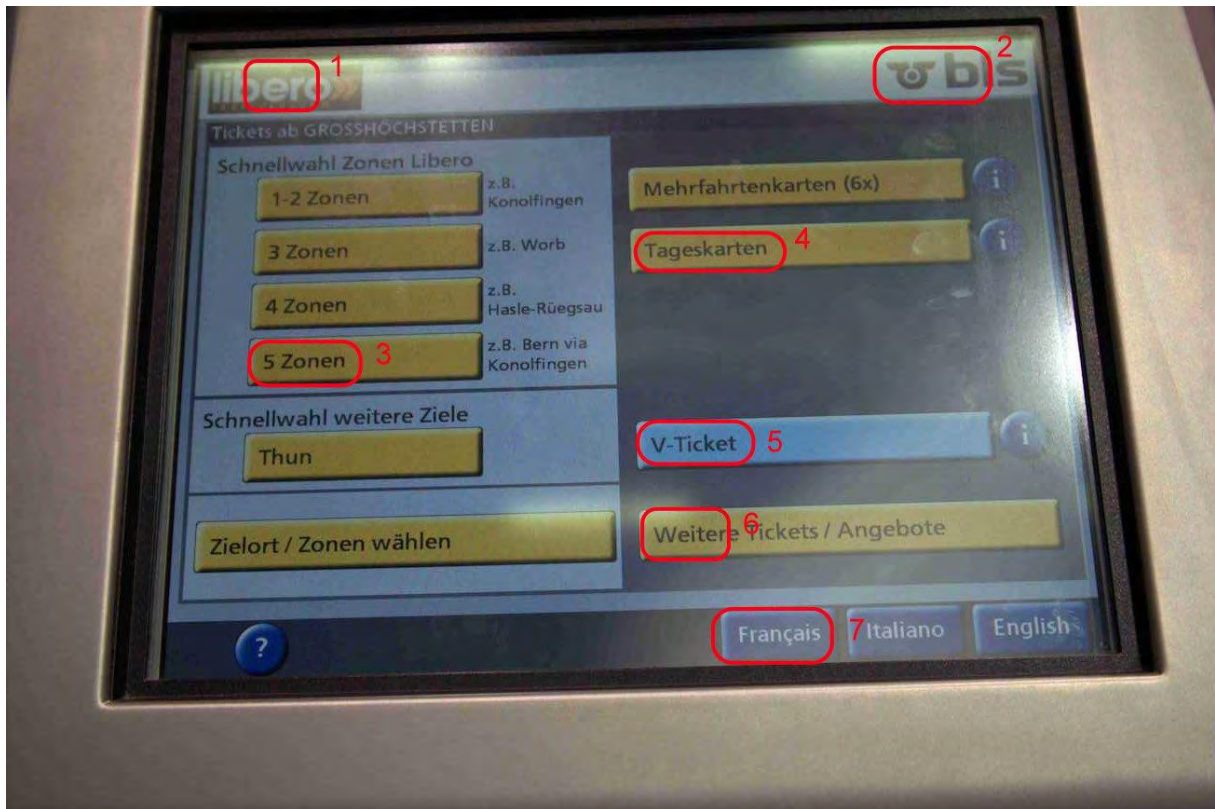 libero
bls
Tickets ab GROSSHÖCHSTETTEN
Schnellwahl Zonen Libero
1-2 Zonen
z.B.
Konolfingen
3 Zonen
z.B. Worb
4 Zonen
z.B.
Hasle-Rüegsau
5 Zonen
z.B. Bern via
Konolfingen
Schnellwahl weitere Ziele
Thun
Zielort / Zonen wählen
Mehrfahrtenkarten (6x)
i
Tageskarten
i
V-Ticket
i
Weitere Tickets / Angebote
?
Français
Italiano
English
1
2
3
4
5
6
7